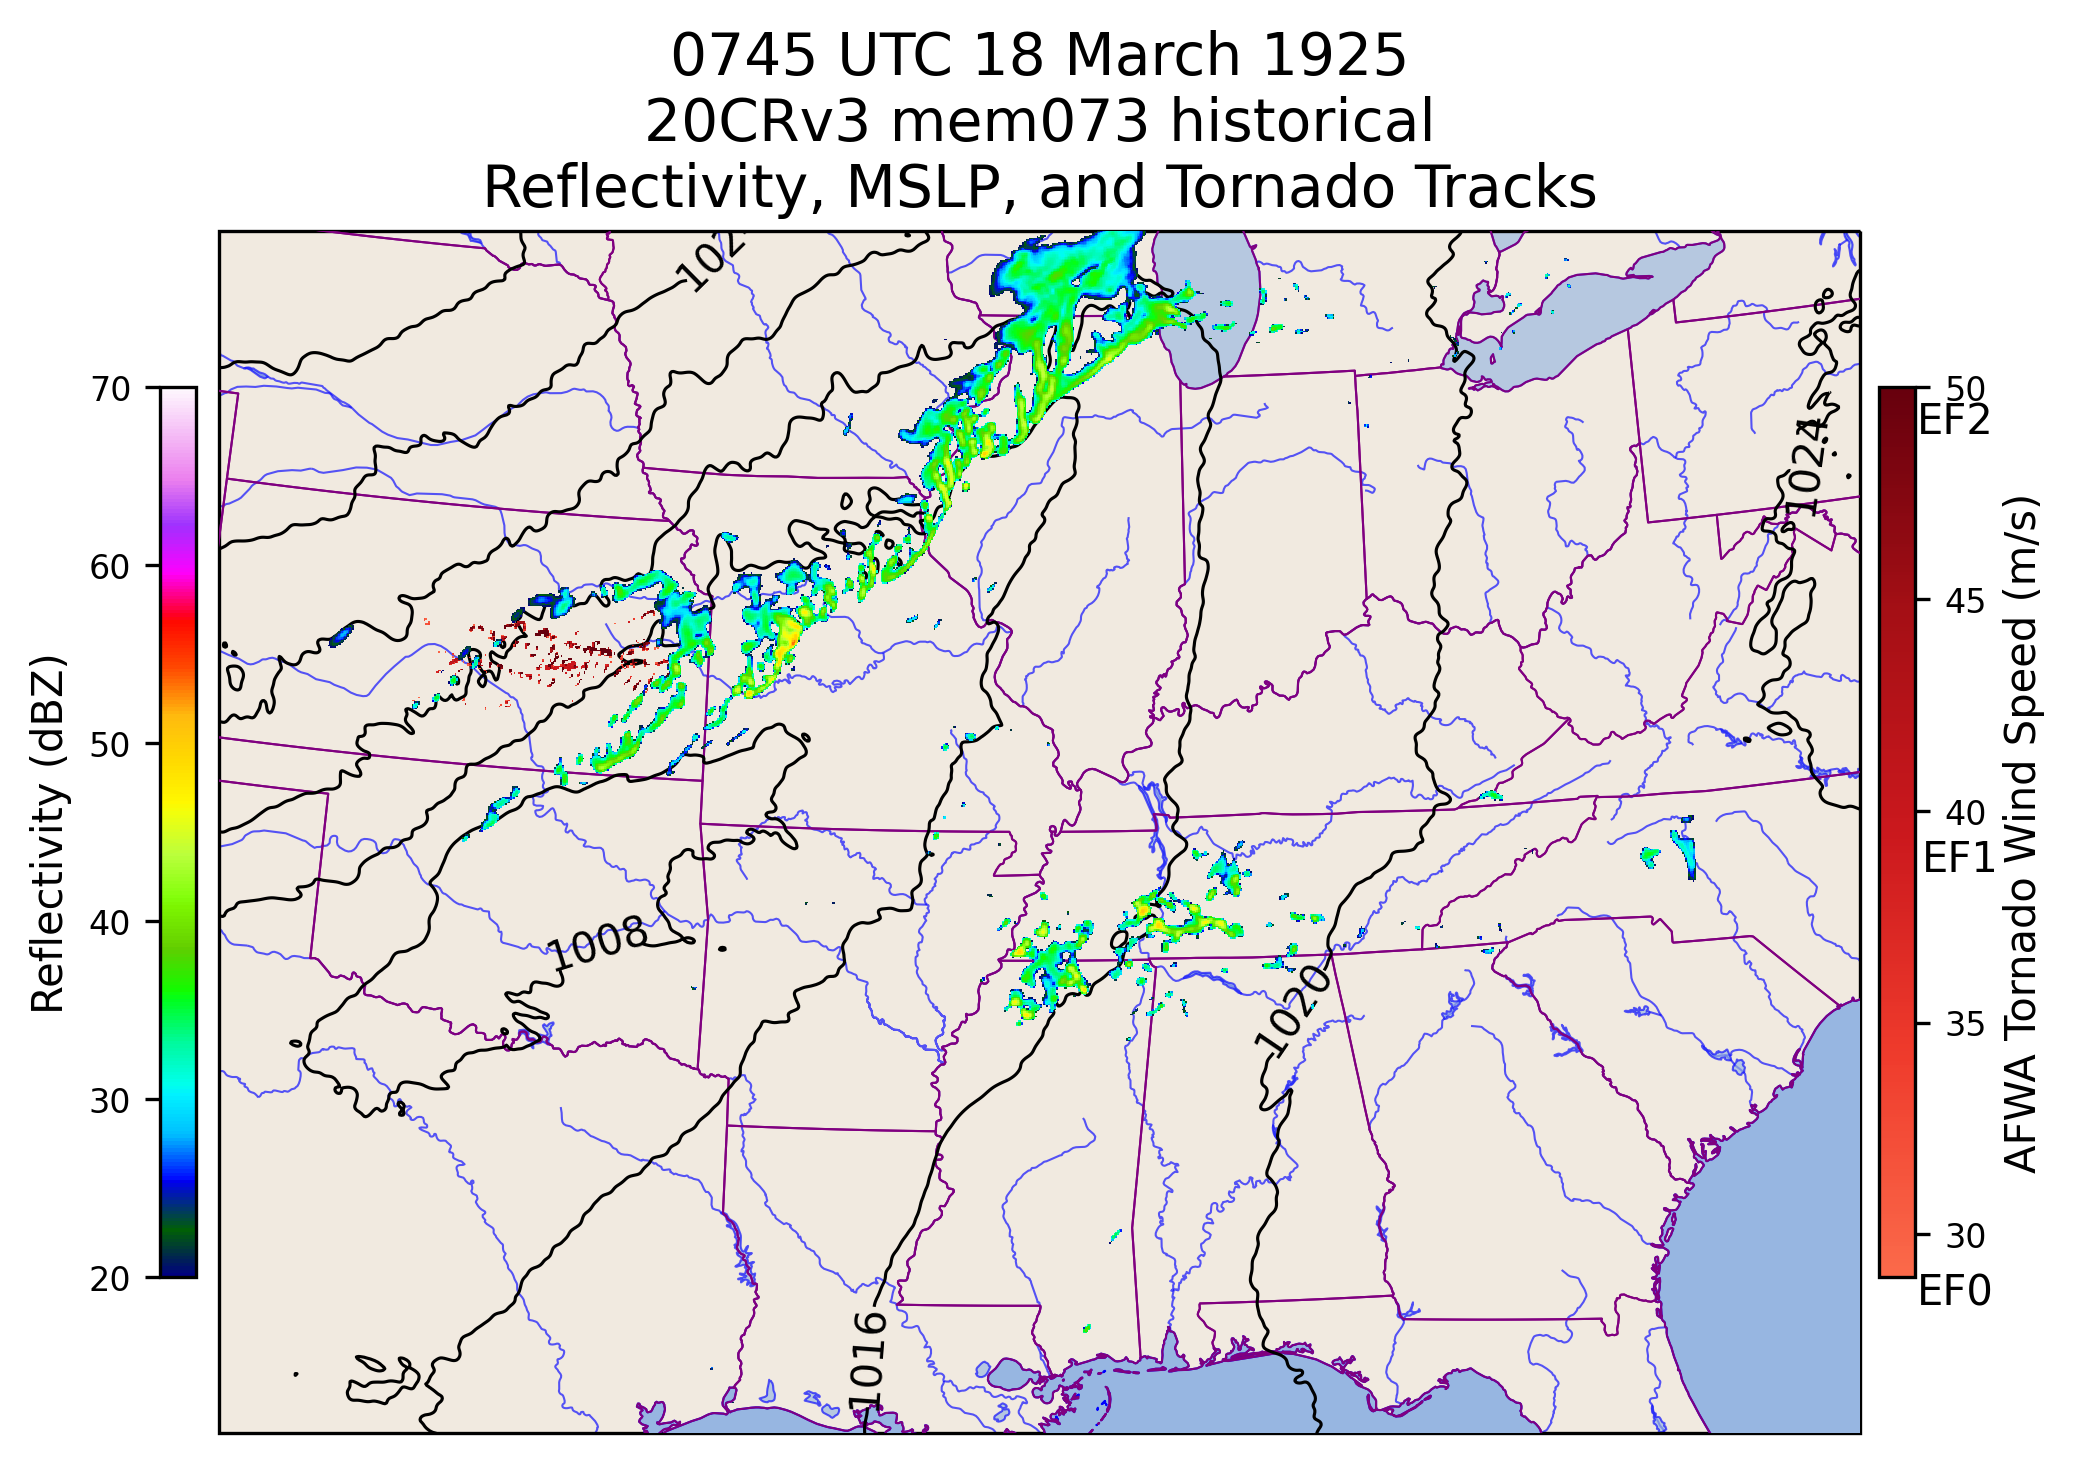 0745 UTC 18 March 1925
20CRv3 mem073 historical
Reflectivity, MSLP, and Tornado Tracks
102
1024
1008
1020
1016
Reflectivity (dBZ)
70
60
50
40
30
20
50
EF2
45
40
EF1
35
30
EF0
AFWA Tornado Wind Speed (m/s)